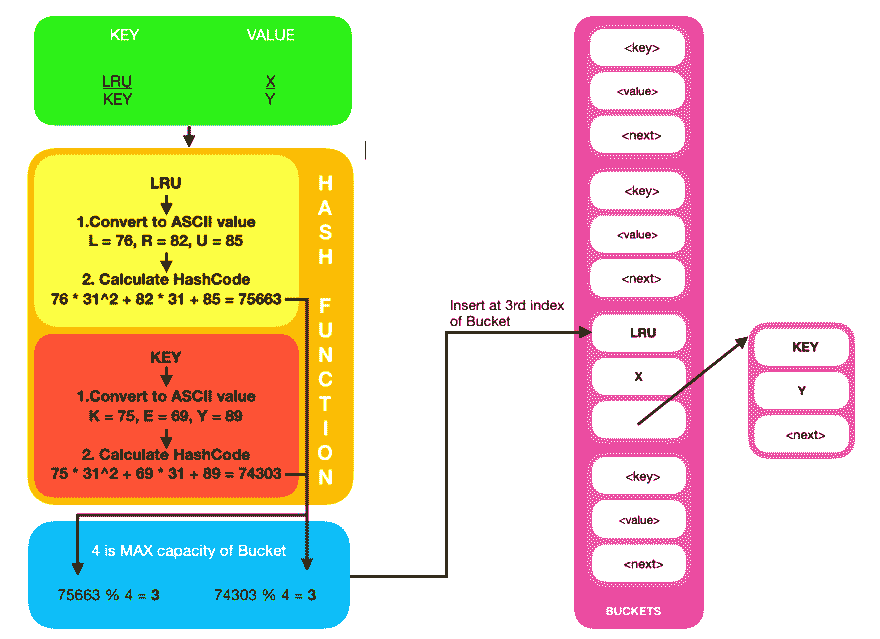 KEY VALUE
LRU X
KEY Y
HASH FUNCTION
LRU
1.Convert to ASCII value
L = 76, R = 82, U = 85
2. Calculate HashCode
76 * 31^2 + 82 * 31 + 85 = 75663
KEY
1.Convert to ASCII value
K = 75, E = 69, Y = 89
2. Calculate HashCode
75 * 31^2 + 69 * 31 + 89 = 74303
4 is MAX capacity of Bucket
75663 % 4 = 3 74303 % 4 = 3
Insert at 3rd index
of Bucket
<key>
<value>
<next>
<key>
<value>
<next>
LRU
X
<key>
<value>
<next>
BUCKETS
KEY
Y
<next>